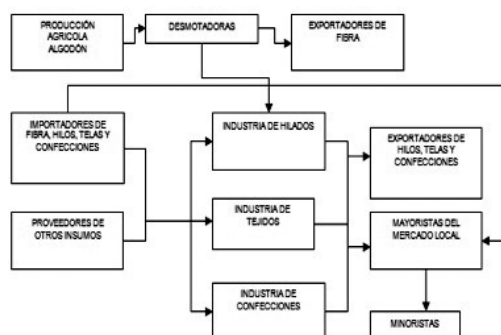 PRODUCCIÓN
AGRICOLA
ALGODÓN
DESMOTADORAS
EXPORTADORES DE
FIBRA
IMPORTADORES DE
FIBRA, HILOS, TELAS Y
CONFECCIONES
INDUSTRIA DE HILADOS
EXPORTADORES DE
HILOS, TELAS Y
CONFECCIONES
PROVEEDORES DE
OTROS INSUMOS
INDUSTRIA DE
TEJIDOS
MAYORISTAS DEL
MERCADO LOCAL
INDUSTRIA DE
CONFECCIONES
MINORISTAS